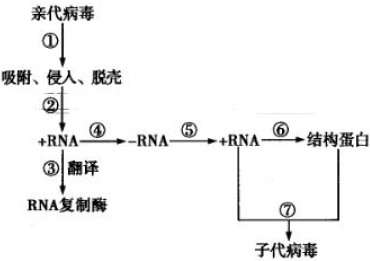 亲代病毒
①
吸附、侵入、脱壳
②
+RNA ④ -RNA ⑤ +RNA ⑥ 结构蛋白
③ 翻译
RNA复制酶
⑦
子代病毒